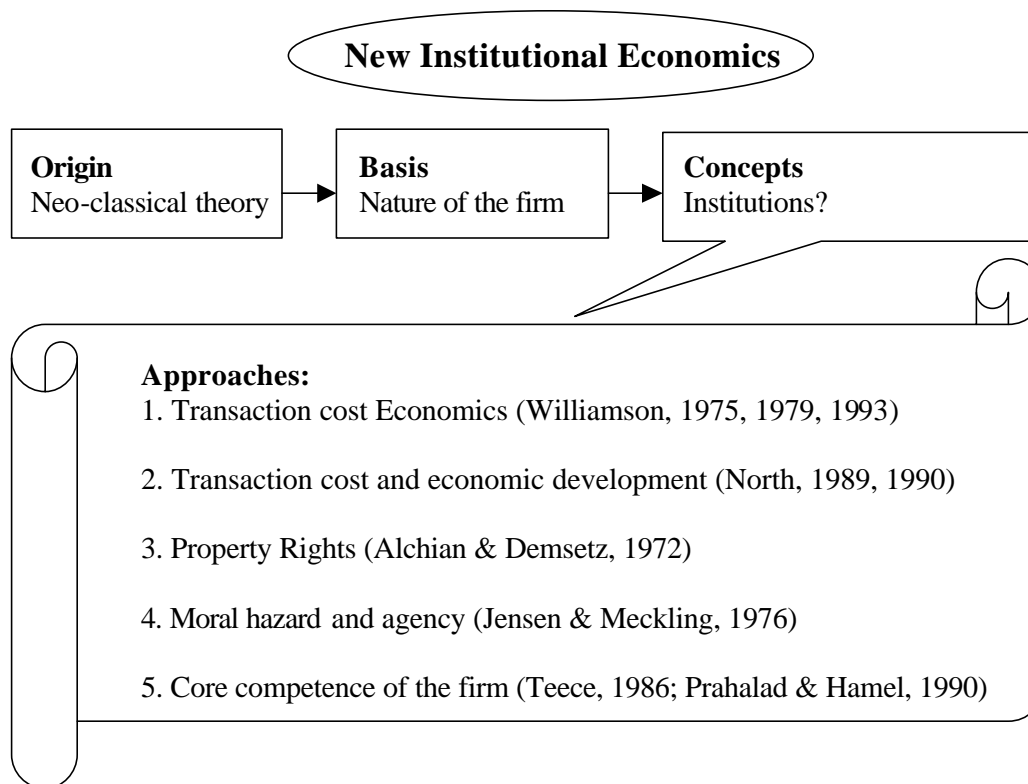 New Institutional Economics
Origin
Neo-classical theory
Basis
Nature of the firm
Concepts
Institutions?
Approaches:
1. Transaction cost Economics (Williamson, 1975, 1979, 1993)
2. Transaction cost and economic development (North, 1989, 1990)
3. Property Rights (Alchian & Demsetz, 1972)
4. Moral hazard and agency (Jensen & Meckling, 1976)
5. Core competence of the firm (Teece, 1986; Prahalad & Hamel, 1990)